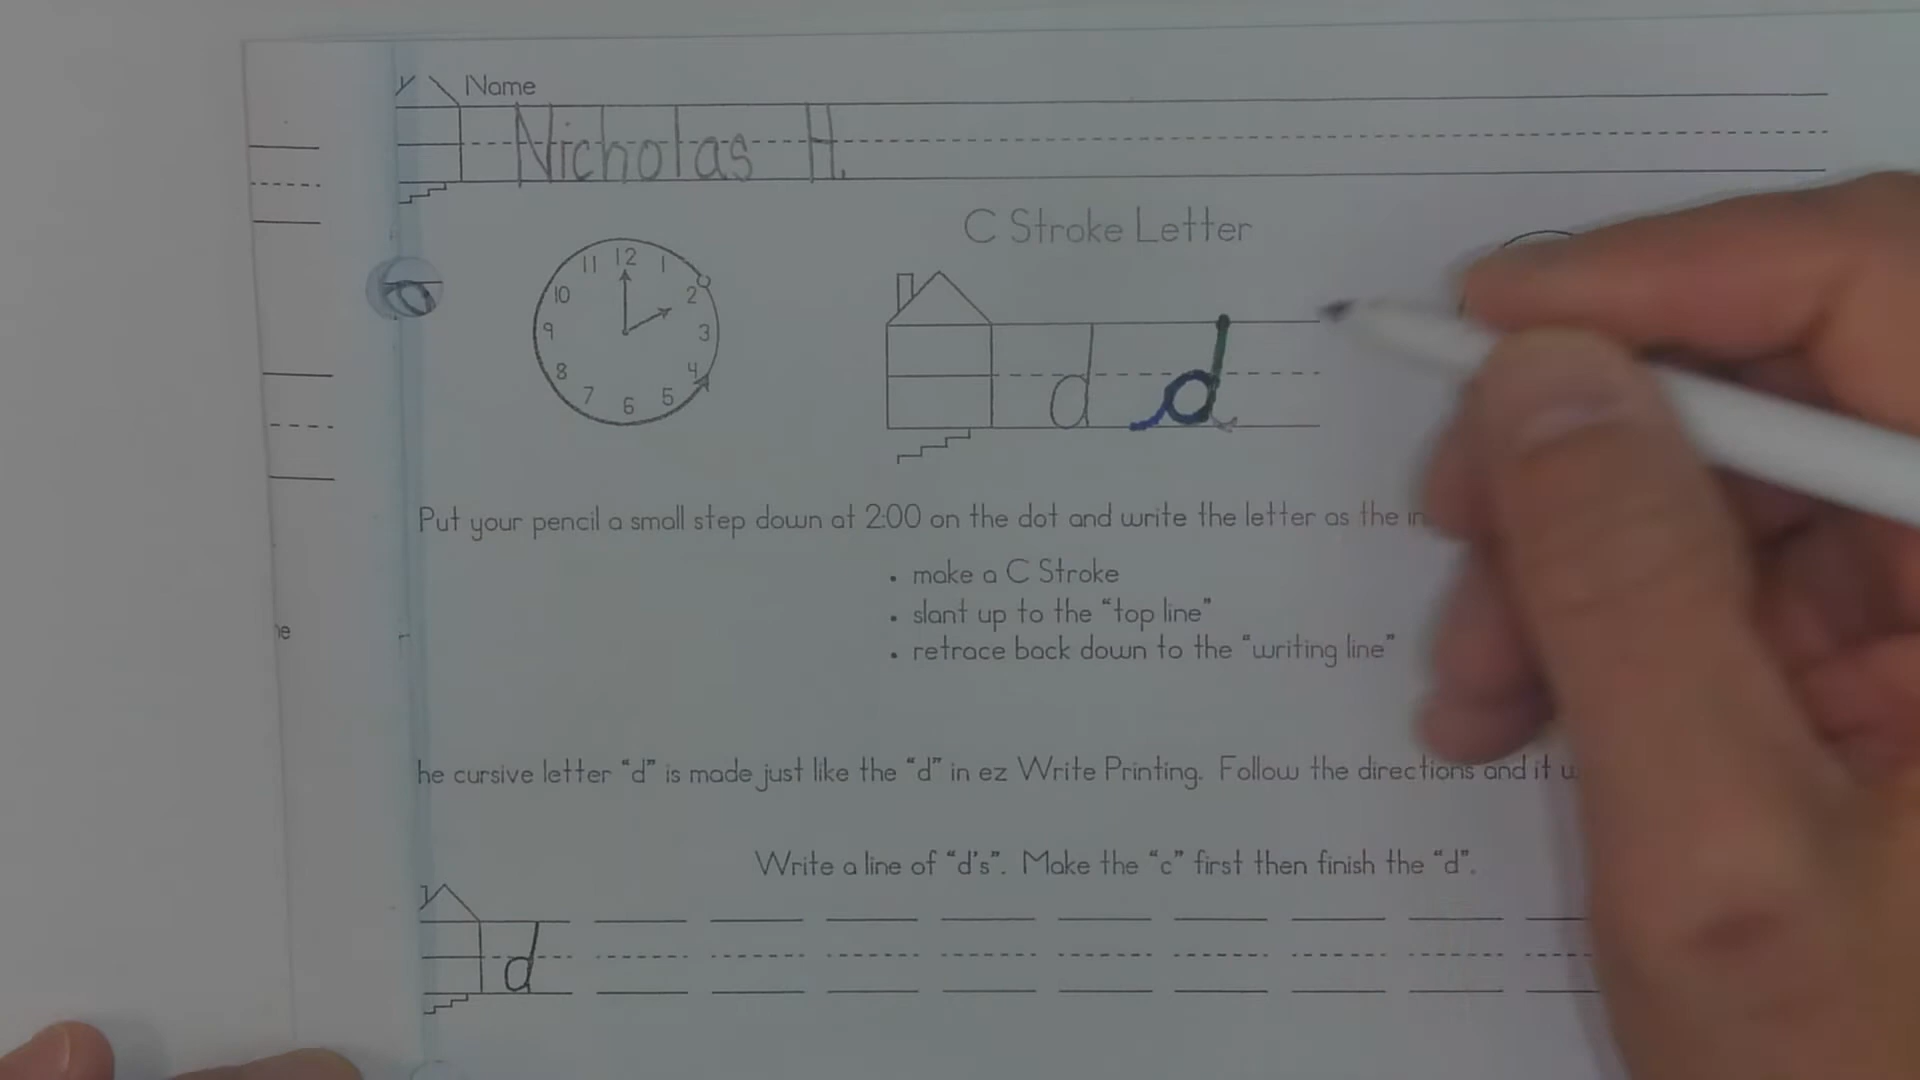 Name
Nicholas H.
C Stroke Letter
11 12 1
10 2
9 3
8 4
7 6 5
d d
Put your pencil a small step down at 2:00 on the dot and write the letter as the
• make a C Stroke
• slant up to the “top line”
• retrace back down to the “writing line”
he cursive letter “d” is made just like the “d” in ez Write Printing. Follow the directions and it
Write a line of “d's”. Make the “c” first then finish the “d”.
d